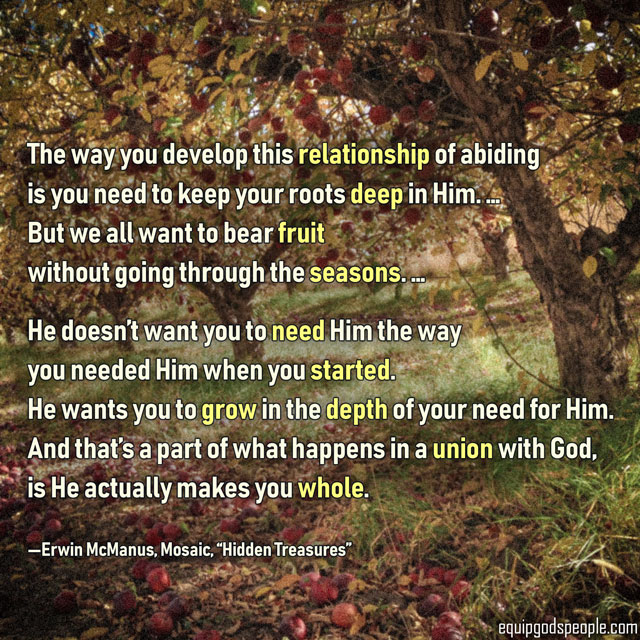 The way you develop this relationship of abiding
is you need to keep your roots deep in Him. ...
But we all want to bear fruit
without going through the seasons. ...
He doesn’t want you to need Him the way
you needed Him when you started.
He wants you to grow in the depth of your need for Him.
And that’s a part of what happens in a union with God,
is He actually makes you whole.
—Erwin McManus, Mosaic, “Hidden Treasures”
equipgodspeople.com